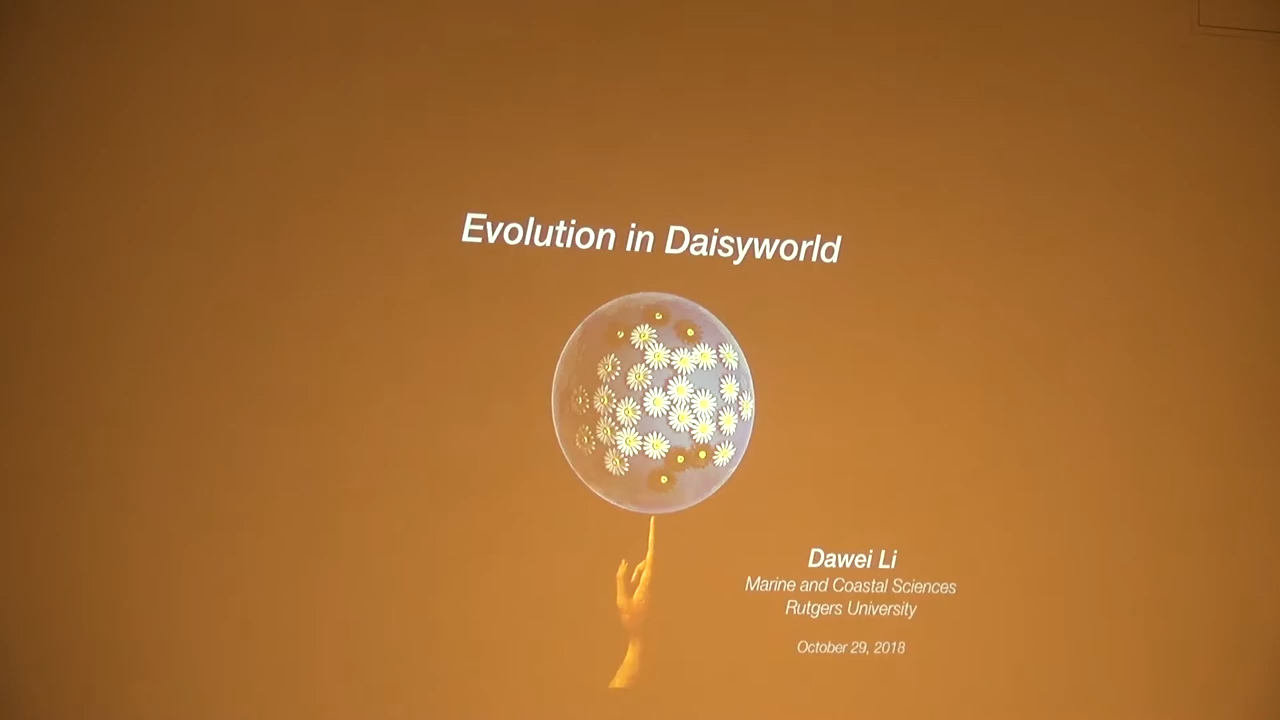 Evolution in Daisyworld
Dawei Li
Marine and Coastal Sciences
Rutgers University
October 29, 2018